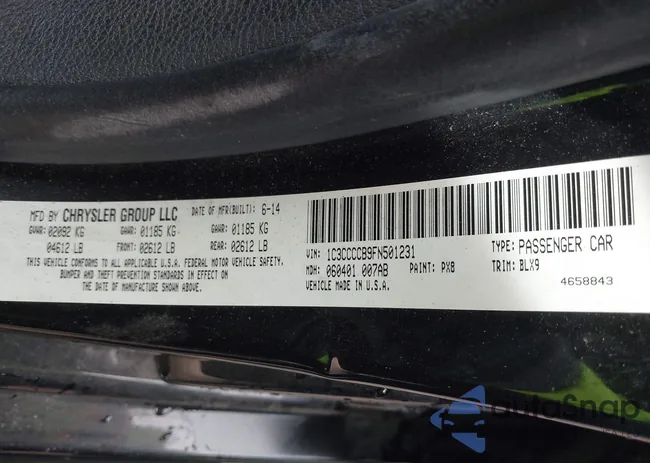 MFD BY CHRYSLER GROUP LLC DATE OF MFR(BUILT): 6-14
GVWR: 02092 KG GAWR: 01185 KG GAWR: 01185 KG
04612 LB FRONT: 02612 LB REAR: 02612 LB
THIS VEHICLE CONFORMS TO ALL APPLICABLE U.S.A. FEDERAL MOTOR VEHICLE SAFETY,
BUMPER AND THEFT PREVENTION STANDARDS IN EFFECT ON
THE DATE OF MANUFACTURE SHOWN ABOVE.
VIN: 1C3CCCCB9FN501231 TYPE: PASSENGER CAR
MDH: 060401 007AB PAINT: PX8 TRIM: BLX9
VEHICLE MADE IN U.S.A. 4658843
autoSnap